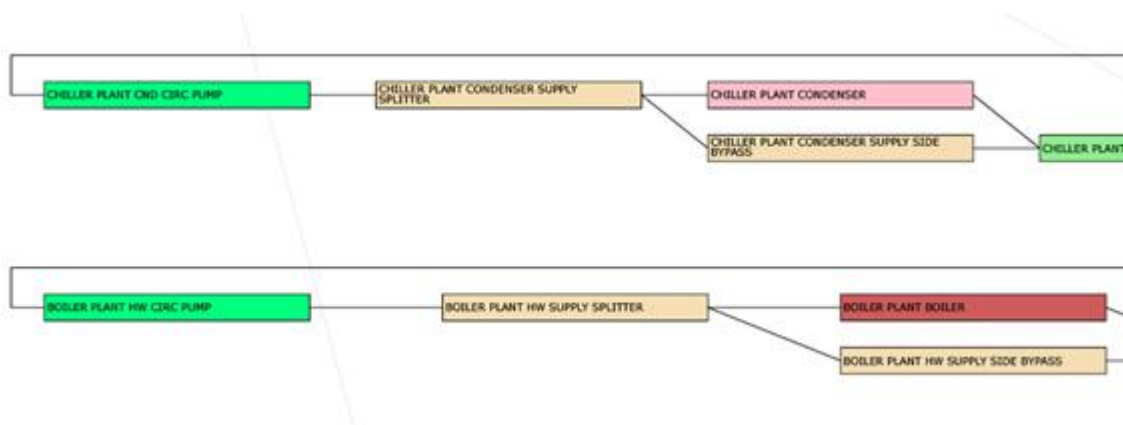 CHILLER PLANT CND CIRC PUMP
CHILLER PLANT CONDENSER SUPPLY
SPLITTER
CHILLER PLANT CONDENSER
CHILLER PLANT CONDENSER SUPPLY SIDE
BYPASS
CHILLER PLANT
BOILER PLANT HW CIRC PUMP
BOILER PLANT HW SUPPLY SPLITTER
BOILER PLANT BOILER
BOILER PLANT HW SUPPLY SIDE BYPASS